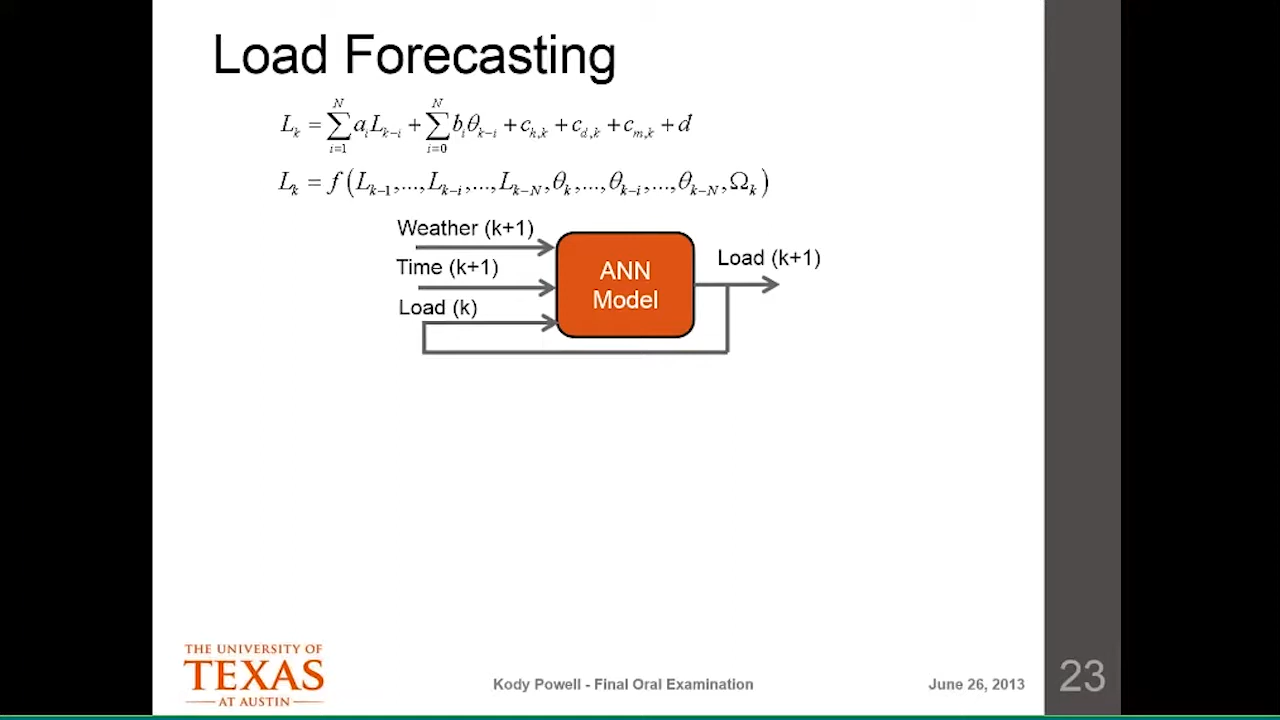 Load Forecasting
L_k = \sum_{i=1}^{N} a_i L_{k-i} + \sum_{i=0}^{N} b_i θ_{k-i} + c_{h,k} + c_{d,k} + c_{m,k} + d
L_k = f(L_{k-1},...,L_{k-i},...,L_{k-N},θ_k,...,θ_{k-i},...,θ_{k-N},Ω_k)
Weather (k+1)
Time (k+1)
Load (k)
ANN
Model
Load (k+1)
THE UNIVERSITY OF
TEXAS
AT AUSTIN
Kody Powell - Final Oral Examination
June 26, 2013
23